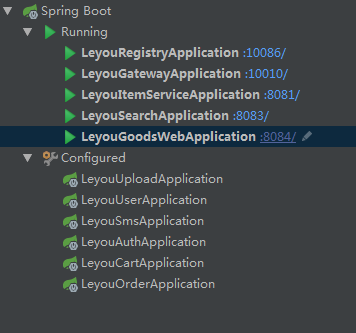 Spring Boot
Running
LeyouRegistryApplication :10086/
LeyouGatewayApplication :10010/
LeyouItemServiceApplication :8081/
LeyouSearchApplication :8083/
LeyouGoodsWebApplication :8084/
Configured
LeyouUploadApplication
LeyouUserApplication
LeyouSmsApplication
LeyouAuthApplication
LeyouCartApplication
LeyouOrderApplication